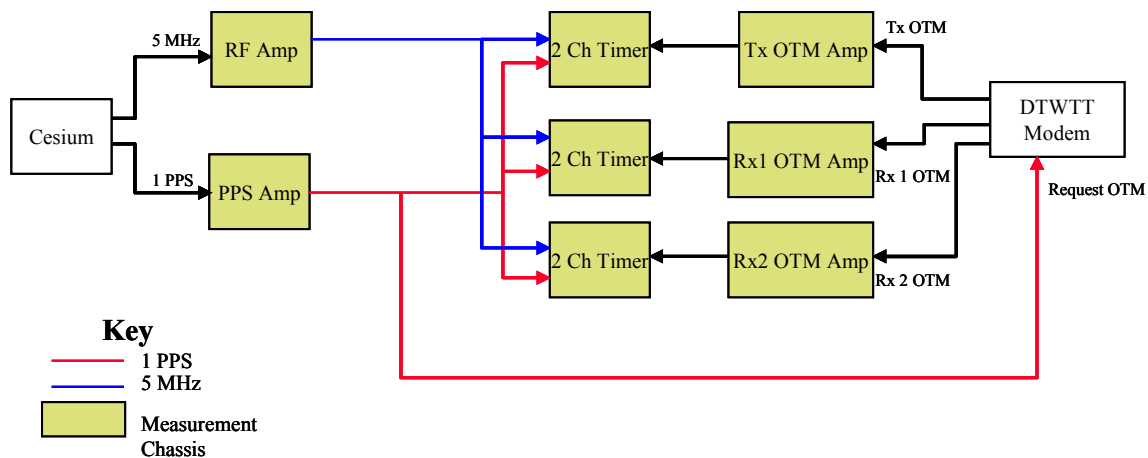 5 MHz
RF Amp
2 Ch Timer
Tx OTM Amp
Tx OTM
Cesium
DTWTT
Modem
2 Ch Timer
Rx1 OTM Amp
Rx 1 OTM
1 PPS
PPS Amp
Request OTM
2 Ch Timer
Rx2 OTM Amp
Rx 2 OTM
Key
1 PPS
5 MHz
Measurement
Chassis